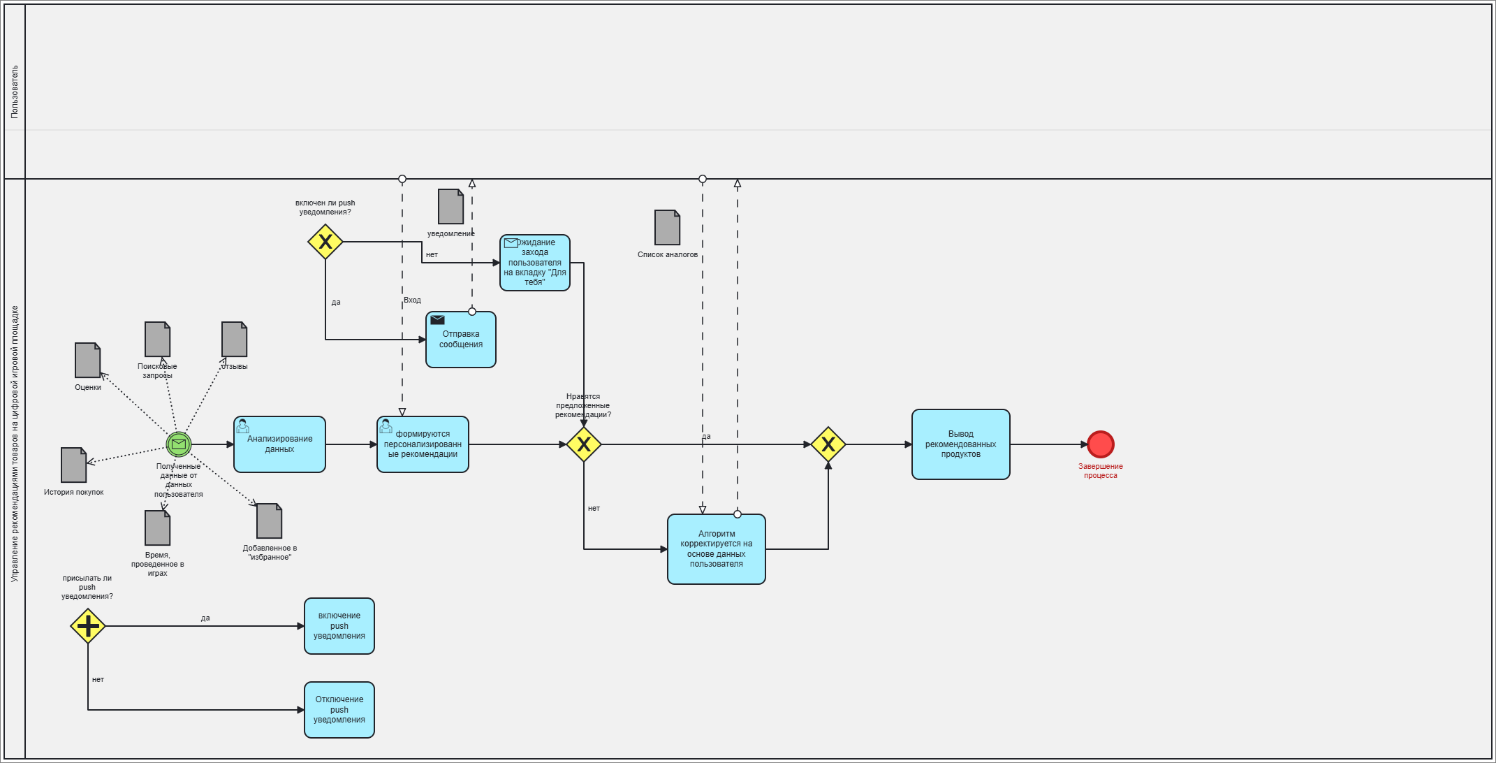 Пользователь
Управление рекомендациями товаров на цифровой игровой площадке
включен ли push
уведомления?
уведомление
нет
Ожидание
захода
пользователя
на вкладку "Для
тебя"
Список аналогов
да
Вход
Отправка
сообщения
Оценки
Поисковые
запросы
отзывы
Нравятся
предложенные
рекомендации?
Полученные
данные от
данных
пользователя
Анализирование
данных
формируются
персонализированн
ые рекомендации
да
Вывод
рекомендованных
продуктов
Завершение
процесса
История покупок
нет
Время,
проведенное в
играх
Добавленное в
"избранное"
Алгоритм
корректируется на
основе данных
пользователя
присылать ли
push
уведомления?
да
включение
push
уведомления
нет
Отключение
push
уведомления